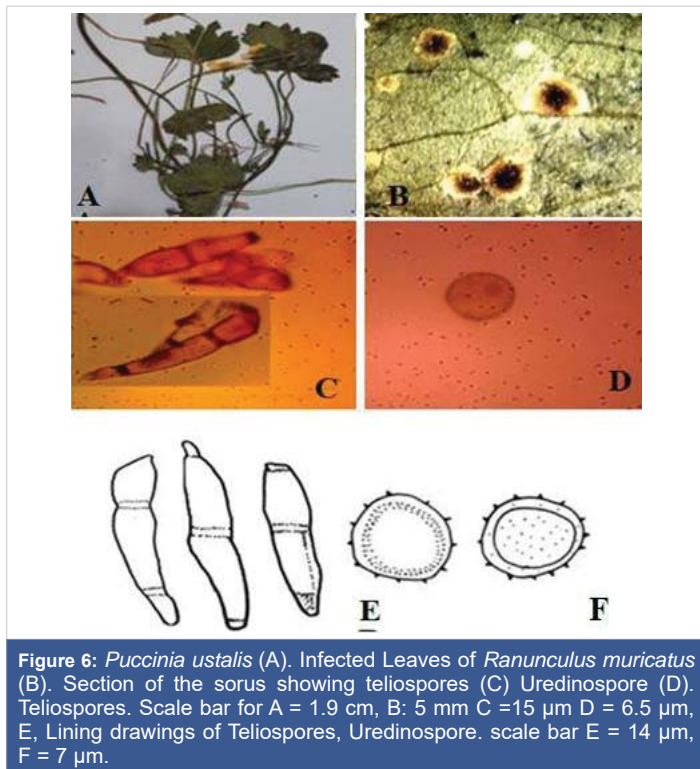 A
B
C
D
E
F
Figure 6: Puccinia ustalis (A). Infected Leaves of Ranunculus muricatus
(B). Section of the sorus showing teliospores (C) Uredinospore (D).
Teliospores. Scale bar for A = 1.9 cm, B: 5 mm C =15 µm D = 6.5 µm,
E, Lining drawings of Teliospores, Uredinospore. scale bar E = 14 µm,
F = 7 µm.